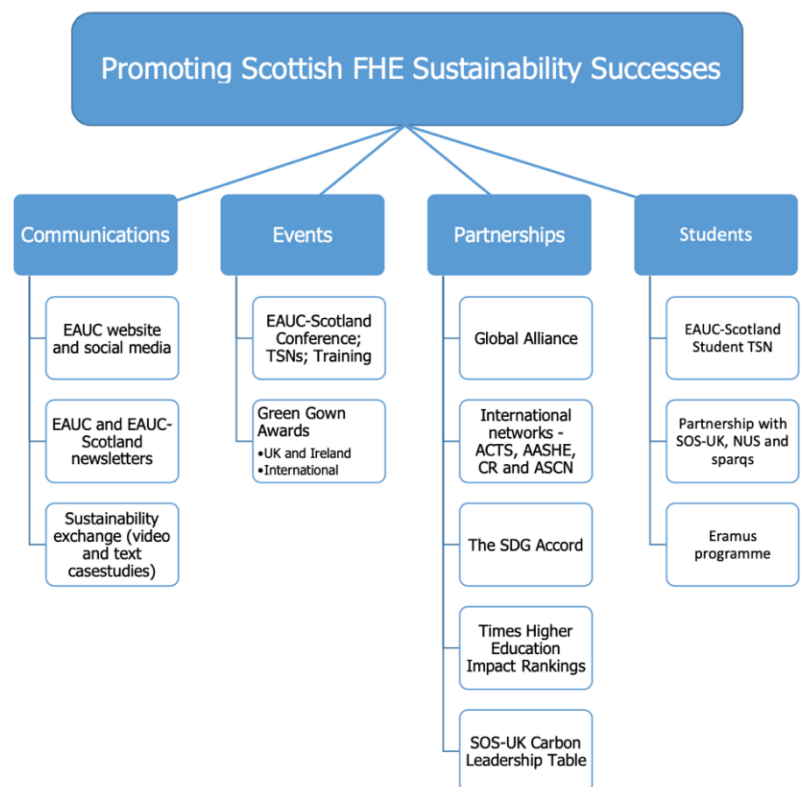 Promoting Scottish FHE Sustainability Successes
Communications
EAUC website
and social media
EAUC and EAUC-
Scotland
newsletters
Sustainability
exchange (video
and text
casestudies)
Events
EAUC-Scotland
Conference;
TSNs; Training
Green Gown
Awards
•UK and Ireland
•International
Partnerships
Global Alliance
International
networks -
ACTS, AASHE,
CR and ASCN
The SDG Accord
Times Higher
Education
Impact Rankings
SOS-UK Carbon
Leadership Table
Students
EAUC-Scotland
Student TSN
Partnership with
SOS-UK, NUS and
sparqs
Eramus
programme